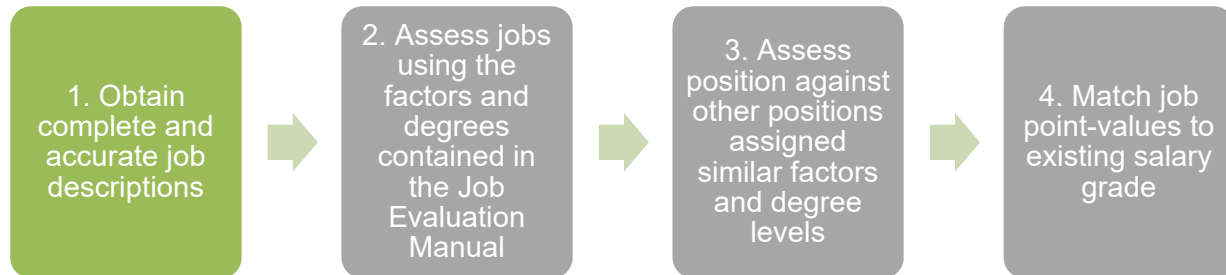 1. Obtain
complete and
accurate job
descriptions
2. Assess jobs
using the
factors and
degrees
contained in
the Job
Evaluation
Manual
3. Assess
position against
other positions
assigned
similar factors
and degree
levels
4. Match job
point-values to
existing salary
grade